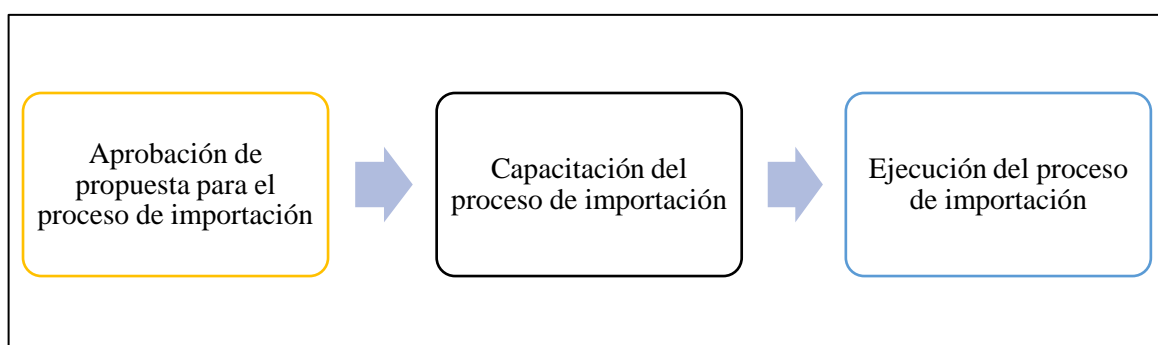 Aprobación de
propuesta para el
proceso de importación
Capacitación del
proceso de importación
Ejecución del proceso
de importación